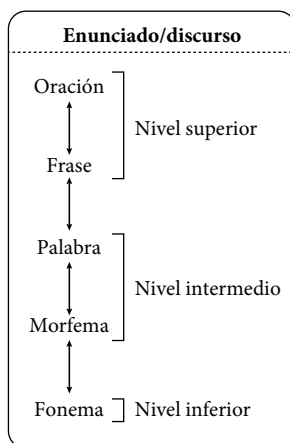 Enunciado/discurso
Oración
Nivel superior
Frase
Palabra
Nivel intermedio
Morfema
Fonema
Nivel inferior